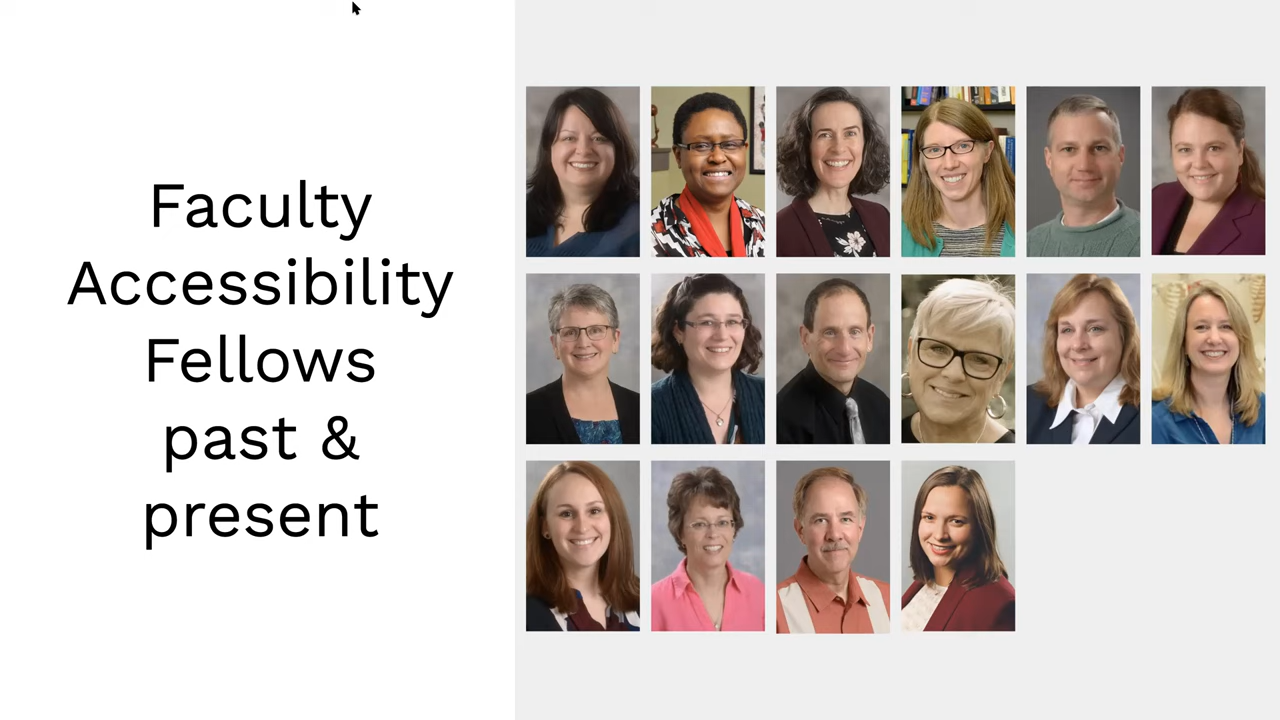 Faculty
Accessibility
Fellows
past &
present